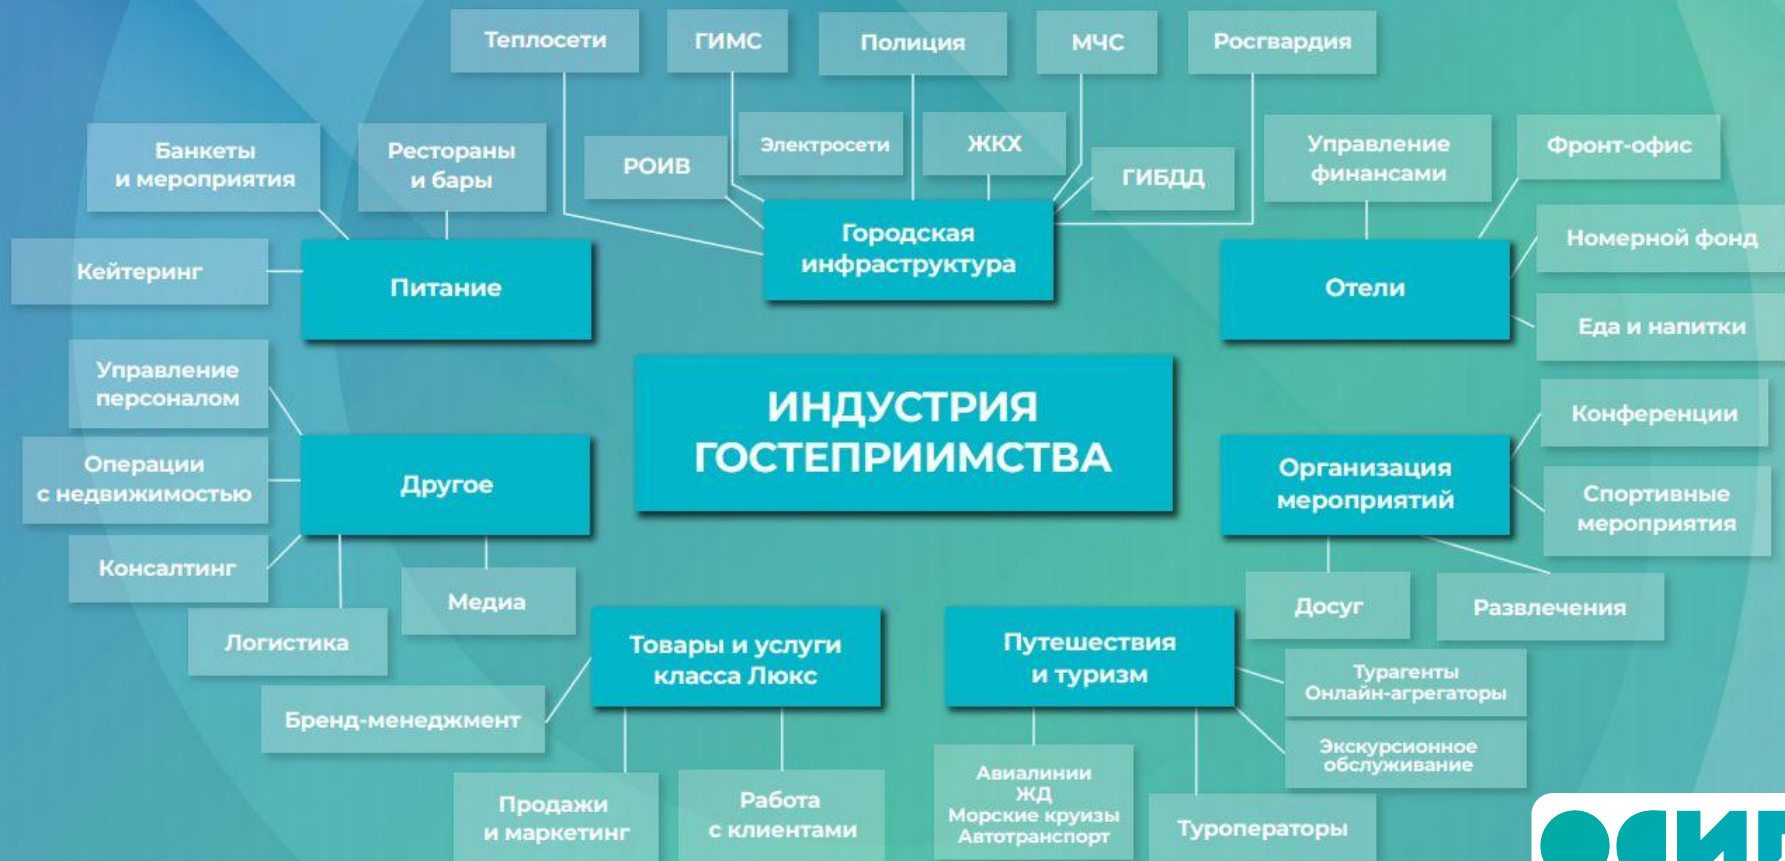 Теплосети
ГИМС
Полиция
МЧС
Росгвардия
Банкеты
и мероприятия
Рестораны
и бары
РОИВ
Электросети
ЖКХ
ГИБДД
Управление
финансами
Фронт-офис
Кейтеринг
Питание
Городская
инфраструктура
Отели
Номерной фонд
Еда и напитки
Управление
персоналом
ИНДУСТРИЯ
ГОСТЕПРИИМСТВА
Конференции
Операции
с недвижимостью
Другое
Организация
мероприятий
Спортивные
мероприятия
Консалтинг
Логистика
Медиа
Товары и услуги
класса Люкс
Путешествия
и туризм
Досуг
Развлечения
Бренд-менеджмент
Турагенты
Онлайн-агрегаторы
Экскурсионное
обслуживание
Продажи
и маркетинг
Работа
с клиентами
Авиалинии
ЖД
Морские круизы
Автотранспорт
Туроператоры